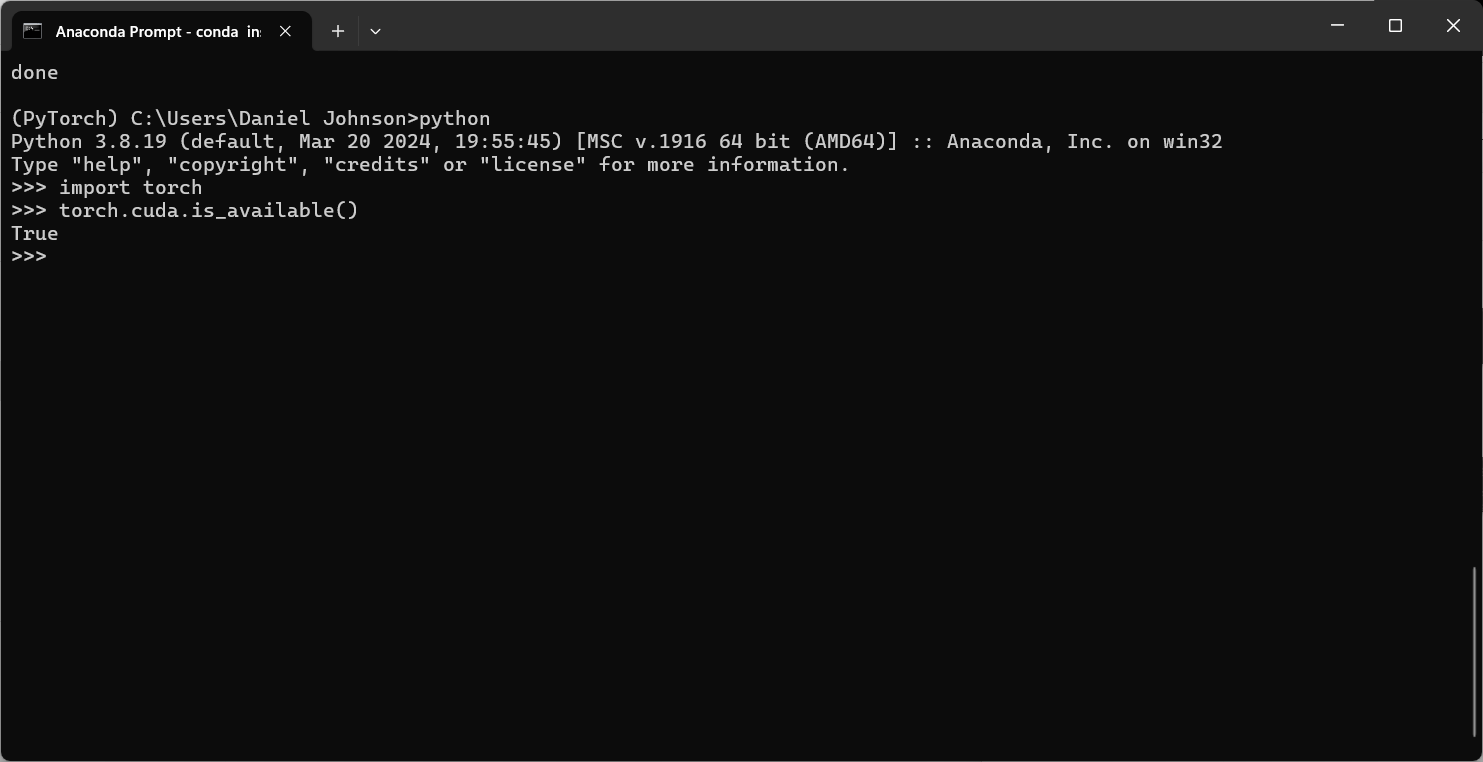 Anaconda Prompt - conda in
done
(PyTorch) C:\Users\Daniel Johnson>python
Python 3.8.19 (default, Mar 20 2024, 19:55:45) [MSC v.1916 64 bit (AMD64)] :: Anaconda, Inc. on win32
Type "help", "copyright", "credits" or "license" for more information.
>>> import torch
>>> torch.cuda.is_available()
True
>>>